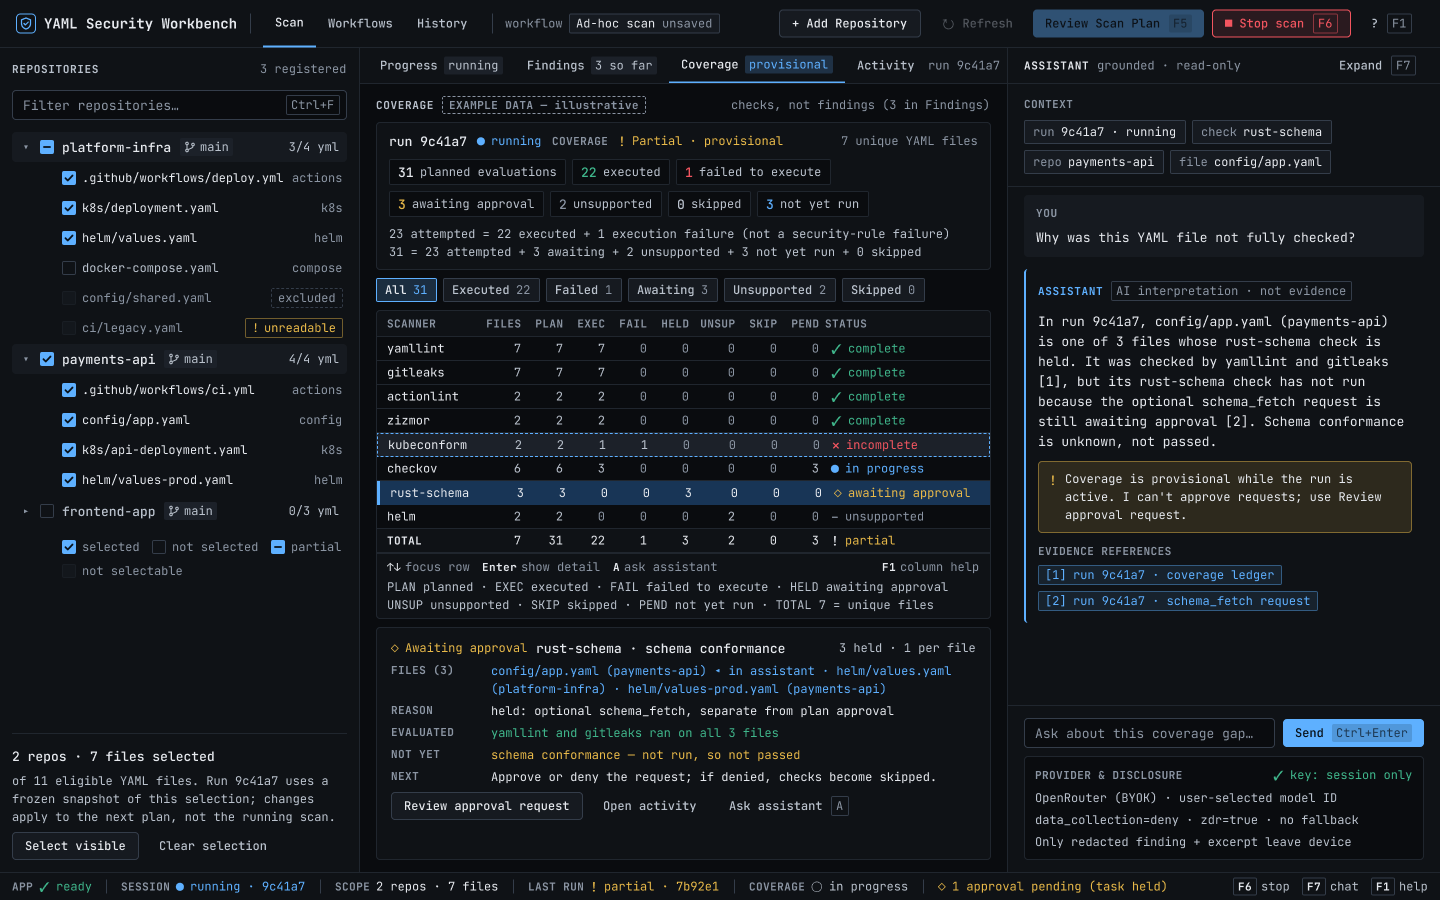 YAML Security Workbench
Scan
Workflows
History
workflow Ad-hoc scan unsaved
+ Add Repository
Refresh
Review Scan Plan F5
Stop scan F6
? F1
REPOSITORIES 3 registered
Filter repositories… Ctrl+F
platform-infra main 3/4 yml
.github/workflows/deploy.yml actions
k8s/deployment.yaml k8s
helm/values.yaml helm
docker-compose.yaml compose
config/shared.yaml excluded
ci/legacy.yaml ! unreadable
payments-api main 4/4 yml
.github/workflows/ci.yml actions
config/app.yaml config
k8s/api-deployment.yaml k8s
helm/values-prod.yaml helm
frontend-app main 0/3 yml
selected not selected partial
not selectable
2 repos · 7 files selected
of 11 eligible YAML files. Run 9c41a7 uses a
frozen snapshot of this selection; changes
apply to the next plan, not the running scan.
Select visible Clear selection
Progress running Findings 3 so far Coverage provisional Activity run 9c41a7
COVERAGE EXAMPLE DATA — illustrative checks, not findings (3 in Findings)
run 9c41a7 ● running COVERAGE ! Partial · provisional 7 unique YAML files
31 planned evaluations 22 executed 1 failed to execute
3 awaiting approval 2 unsupported 0 skipped 3 not yet run
23 attempted = 22 executed + 1 execution failure (not a security-rule failure)
31 = 23 attempted + 3 awaiting + 2 unsupported + 3 not yet run + 0 skipped
All 31 Executed 22 Failed 1 Awaiting 3 Unsupported 2 Skipped 0
SCANNER FILES PLAN EXEC FAIL HELD UNSUP SKIP PEND STATUS
yamllint 7 7 7 0 0 0 0 0 ✓ complete
gitleaks 7 7 7 0 0 0 0 0 ✓ complete
actionlint 2 2 2 0 0 0 0 0 ✓ complete
zizmor 2 2 2 0 0 0 0 0 ✓ complete
kubeconform 2 2 1 1 0 0 0 0 × incomplete
checkov 6 6 3 0 0 0 0 3 ● in progress
rust-schema 3 3 0 0 3 0 0 0 ◇ awaiting approval
helm 2 2 0 0 0 2 0 0 – unsupported
TOTAL 7 31 22 1 3 2 0 3 ! partial
↑↓ focus row Enter show detail A ask assistant F1 column help
PLAN planned · EXEC executed · FAIL failed to execute · HELD awaiting approval
UNSUP unsupported · SKIP skipped · PEND not yet run · TOTAL 7 = unique files
◇ Awaiting approval rust-schema · schema conformance 3 held · 1 per file
FILES (3) config/app.yaml (payments-api) ◂ in assistant · helm/values.yaml
(platform-infra) · helm/values-prod.yaml (payments-api)
REASON held: optional schema_fetch, separate from plan approval
EVALUATED yamllint and gitleaks ran on all 3 files
NOT YET schema conformance — not run, so not passed
NEXT Approve or deny the request; if denied, checks become skipped.
Review approval request Open activity Ask assistant A
ASSISTANT grounded · read-only Expand F7
CONTEXT
run 9c41a7 · running check rust-schema
repo payments-api file config/app.yaml
YOU
Why was this YAML file not fully checked?
ASSISTANT AI interpretation · not evidence
In run 9c41a7, config/app.yaml (payments-api)
is one of 3 files whose rust-schema check is
held. It was checked by yamllint and gitleaks
[1], but its rust-schema check has not run
because the optional schema_fetch request is
still awaiting approval [2]. Schema conformance
is unknown, not passed.
! Coverage is provisional while the run is
active. I can't approve requests; use Review
approval request.
EVIDENCE REFERENCES
[1] run 9c41a7 · coverage ledger
[2] run 9c41a7 · schema_fetch request
Ask about this coverage gap… Send Ctrl+Enter
PROVIDER & DISCLOSURE ✓ key: session only
OpenRouter (BYOK) · user-selected model ID
data_collection=deny · zdr=true · no fallback
Only redacted finding + excerpt leave device
APP ✓ ready SESSION ● running · 9c41a7 SCOPE 2 repos · 7 files LAST RUN ! partial · 7b92e1 COVERAGE ○ in progress ◇ 1 approval pending (task held) F6 stop F7 chat F1 help